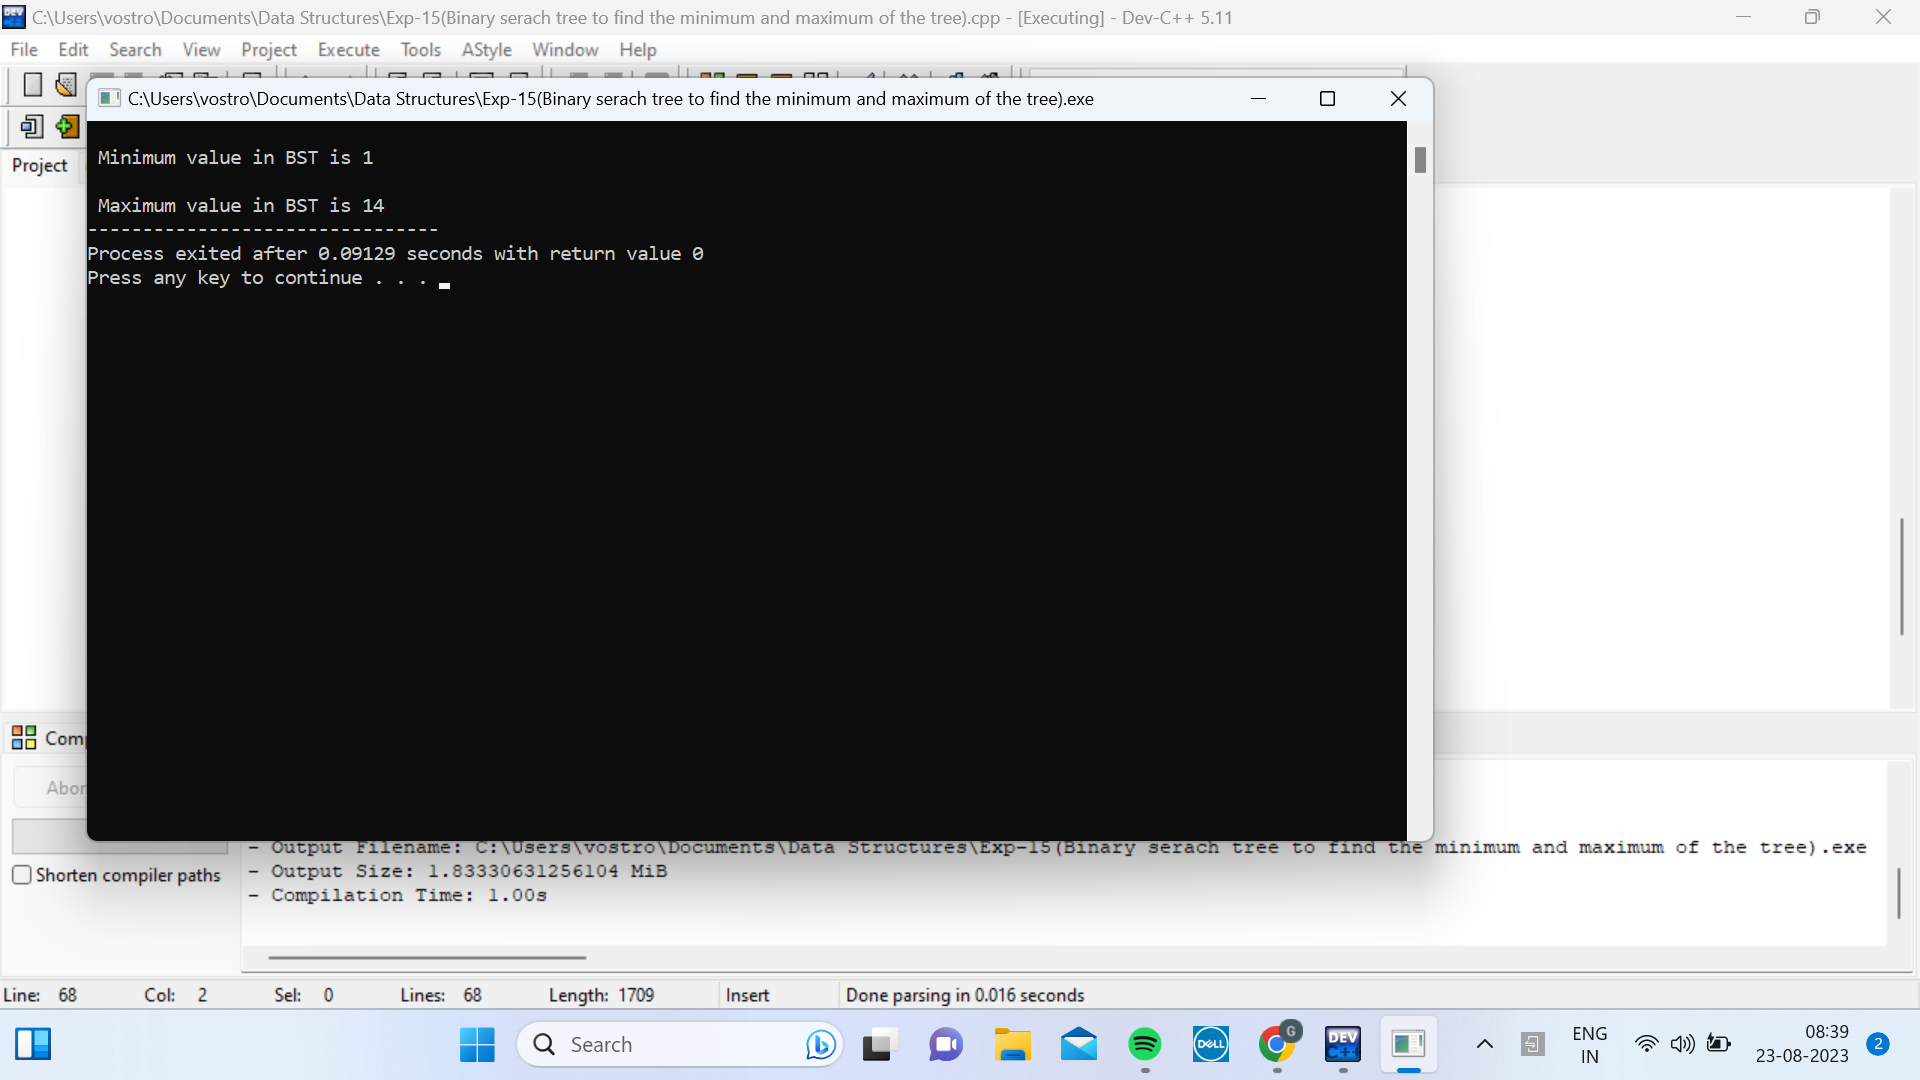 C:\Users\vostro\Documents\Data Structures\Exp-15(Binary serach tree to find the minimum and maximum of the tree).cpp - [Executing] - Dev-C++ 5.11
File Edit Search View Project Execute Tools AStyle Window Help
C:\Users\vostro\Documents\Data Structures\Exp-15(Binary serach tree to find the minimum and maximum of the tree).exe
Project
Minimum value in BST is 1
Maximum value in BST is 14
--------------------------------
Process exited after 0.09129 seconds with return value 0
Press any key to continue . . .
Comp
Abor
- Output Filename: C:\Users\vostro\Documents\Data Structures\Exp-15(Binary serach tree to find the minimum and maximum of the tree).exe
Shorten compiler paths
- Output Size: 1.83330631256104 MiB
- Compilation Time: 1.00s
Line: 68 Col: 2 Sel: 0 Lines: 68 Length: 1709 Insert Done parsing in 0.016 seconds
Search
DELL
G
DEV C++
ENG
IN
08:39
23-08-2023
2